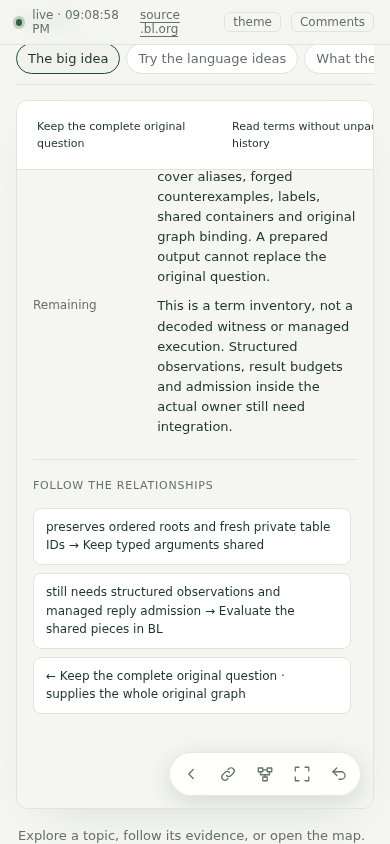 live · 09:08:58
PM
source
.bl.org
theme
Comments
The big idea
Try the language ideas
What the
Keep the complete original
question
Read terms without unpac
history
cover aliases, forged
counterexamples, labels,
shared containers and original
graph binding. A prepared
output cannot replace the
original question.
Remaining
This is a term inventory, not a
decoded witness or managed
execution. Structured
observations, result budgets
and admission inside the
actual owner still need
integration.
FOLLOW THE RELATIONSHIPS
preserves ordered roots and fresh private table
IDs → Keep typed arguments shared
still needs structured observations and
managed reply admission → Evaluate the
shared pieces in BL
← Keep the complete original question ·
supplies the whole original graph
Explore a topic, follow its evidence, or open the map.